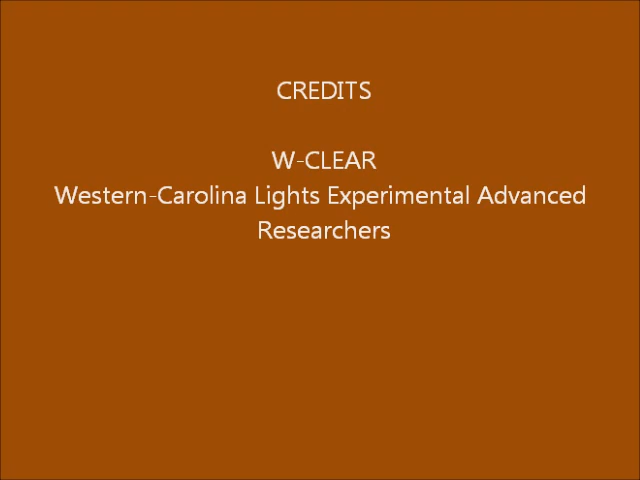 CREDITS
W-CLEAR
Western-Carolina Lights Experimental Advanced
Researchers